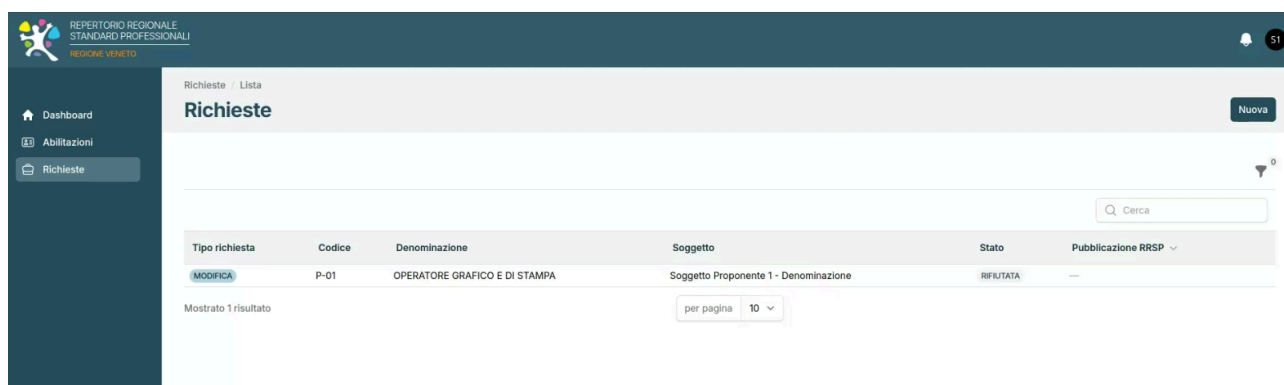 REPERTORIO REGIONALE
STANDARD PROFESSIONALI
REGIONE VENETO
S1
Dashboard
Abilitazioni
Richieste
Richieste / Lista
Richieste
Nuova
0
Cerca
Tipo richiesta Codice Denominazione Soggetto Stato Pubblicazione RRSP
MODIFICA P-01 OPERATORE GRAFICO E DI STAMPA Soggetto Proponente 1 - Denominazione RIFIUTATA —
Mostrato 1 risultato per pagina 10